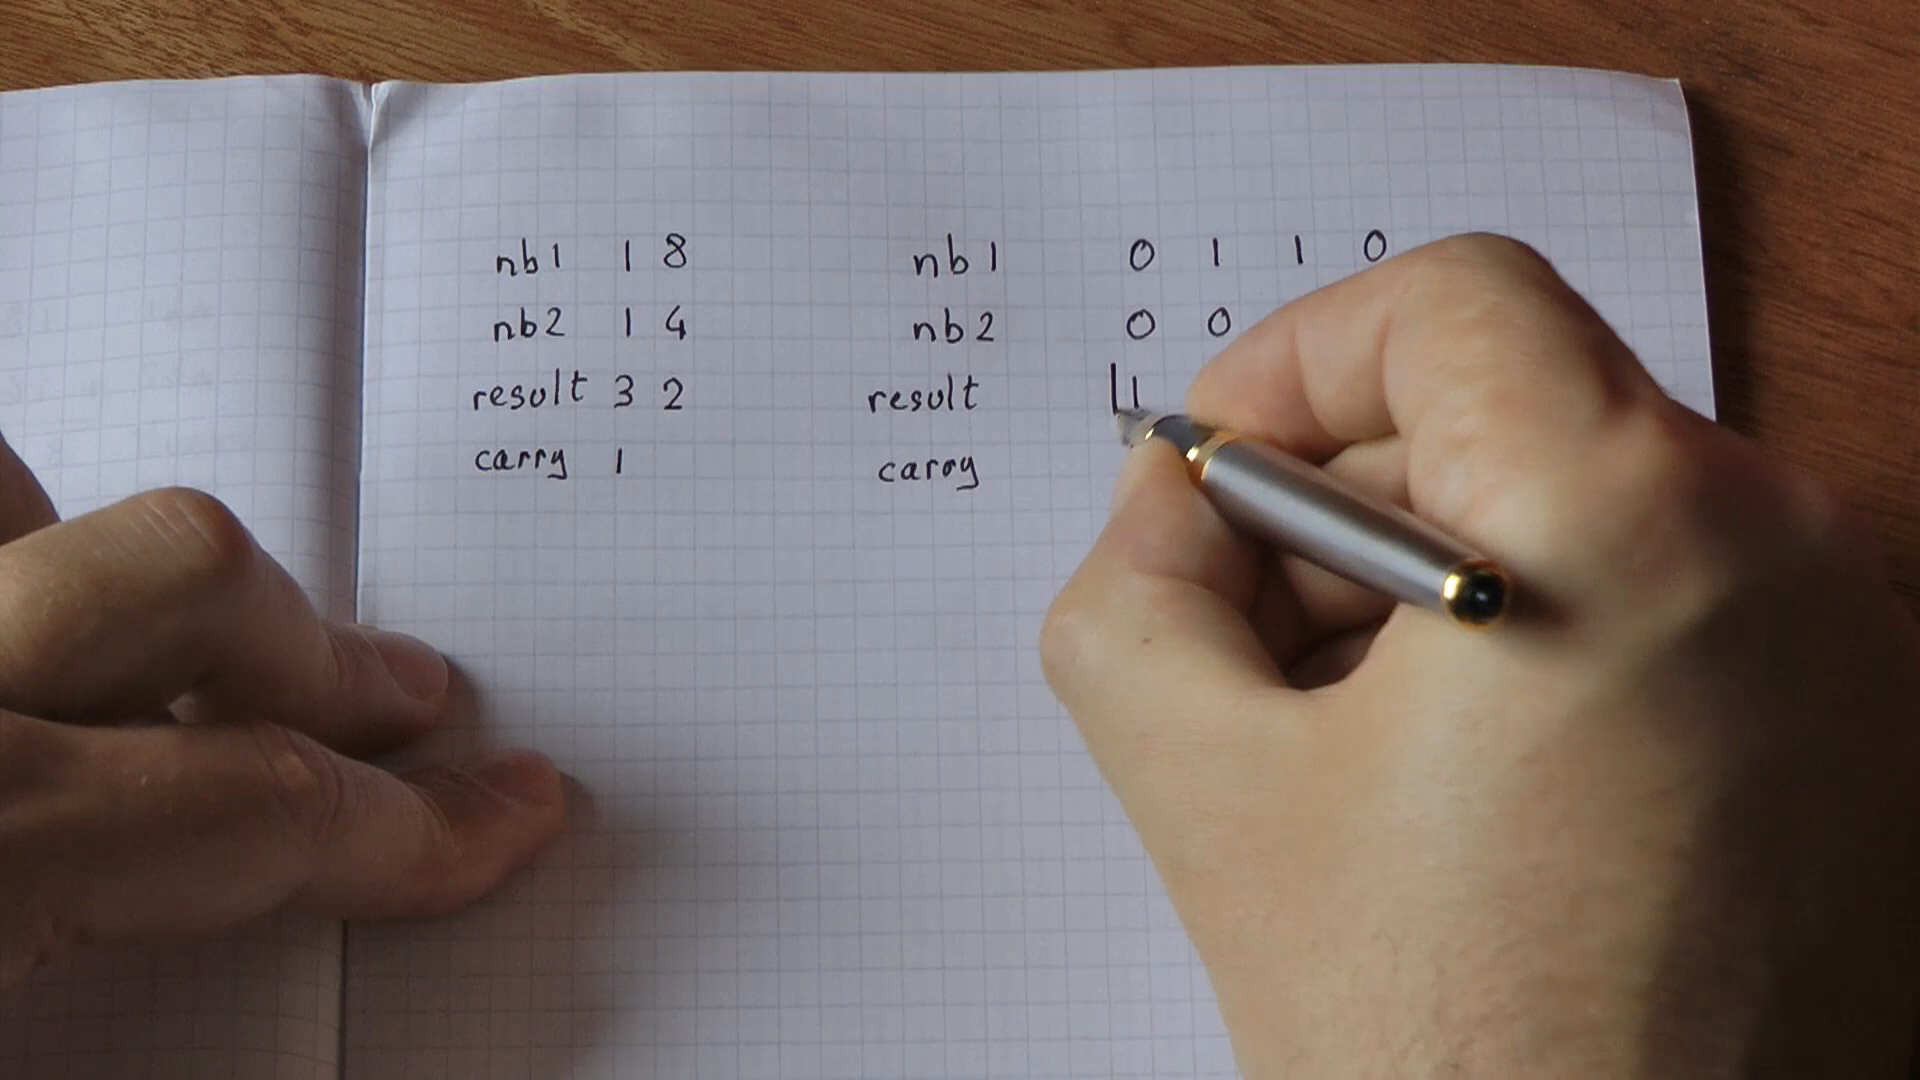 nb1 1 8
nb2 1 4
result 3 2
carry 1
nb1 0 1 1 0
nb2 0 0
result 1
carry